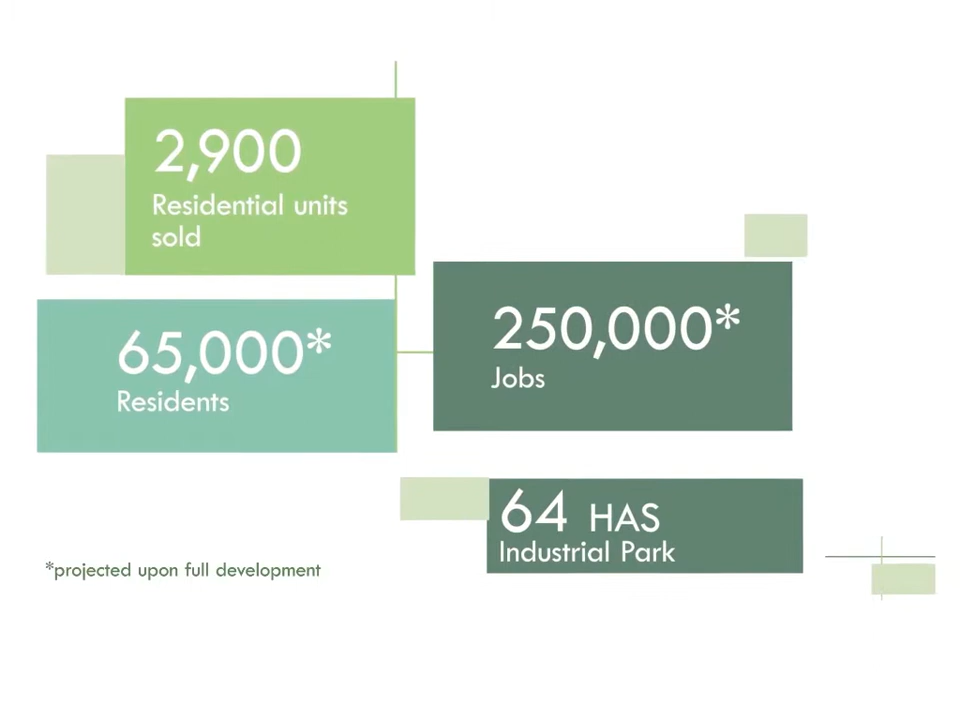 2,900
Residential units
sold
65,000*
Residents
250,000*
Jobs
64 HAS
Industrial Park
*projected upon full development